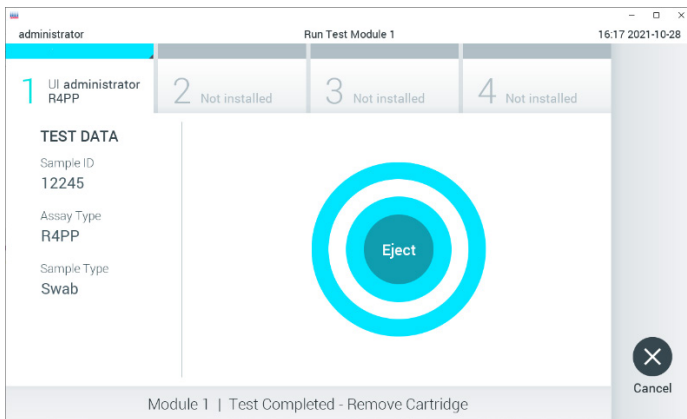 administrator Run Test Module 1 16:17 2021-10-28
1 UI administrator
R4PP
2 Not installed
3 Not installed
4 Not installed
TEST DATA
Sample ID
12245
Assay Type
R4PP
Sample Type
Swab
Eject
Cancel
Module 1 | Test Completed - Remove Cartridge